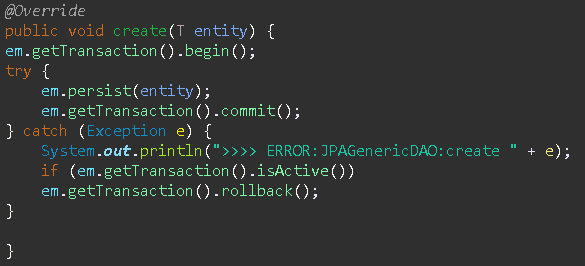 @Override
public void create(T entity) {
em.getTransaction().begin();
try {
    em.persist(entity);
    em.getTransaction().commit();
} catch (Exception e) {
    System.out.println(">>>> ERROR:JPAGenericDAO:create " + e);
    if (em.getTransaction().isActive())
    em.getTransaction().rollback();
}
}